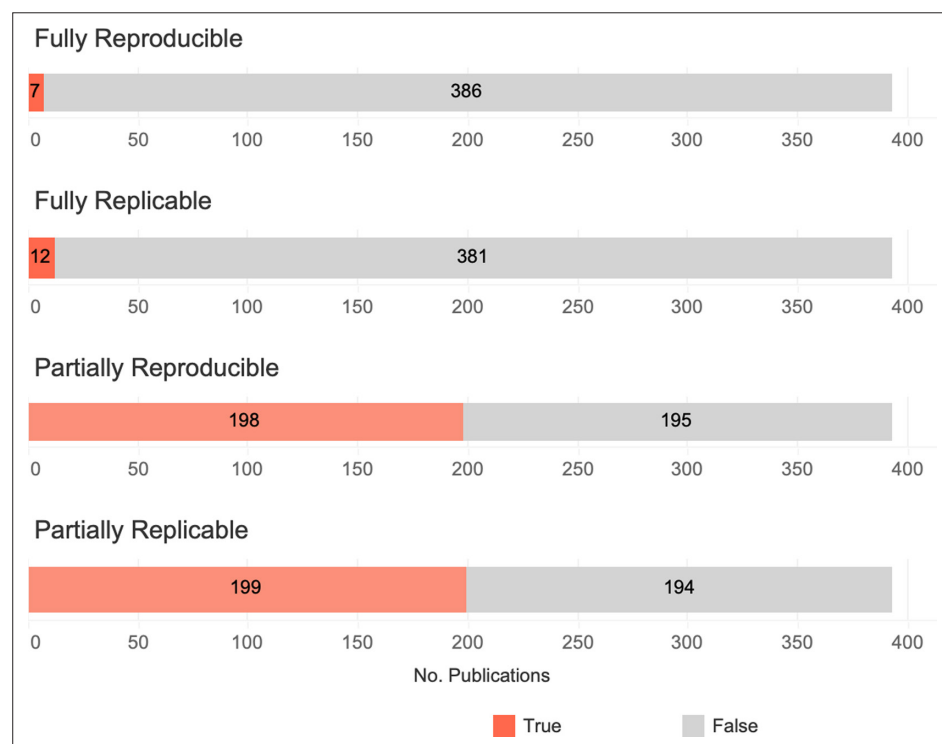 Fully Reproducible
7 386
0 50 100 150 200 250 300 350 400
Fully Replicable
12 381
0 50 100 150 200 250 300 350 400
Partially Reproducible
198 195
0 50 100 150 200 250 300 350 400
Partially Replicable
199 194
0 50 100 150 200 250 300 350 400
No. Publications
True False